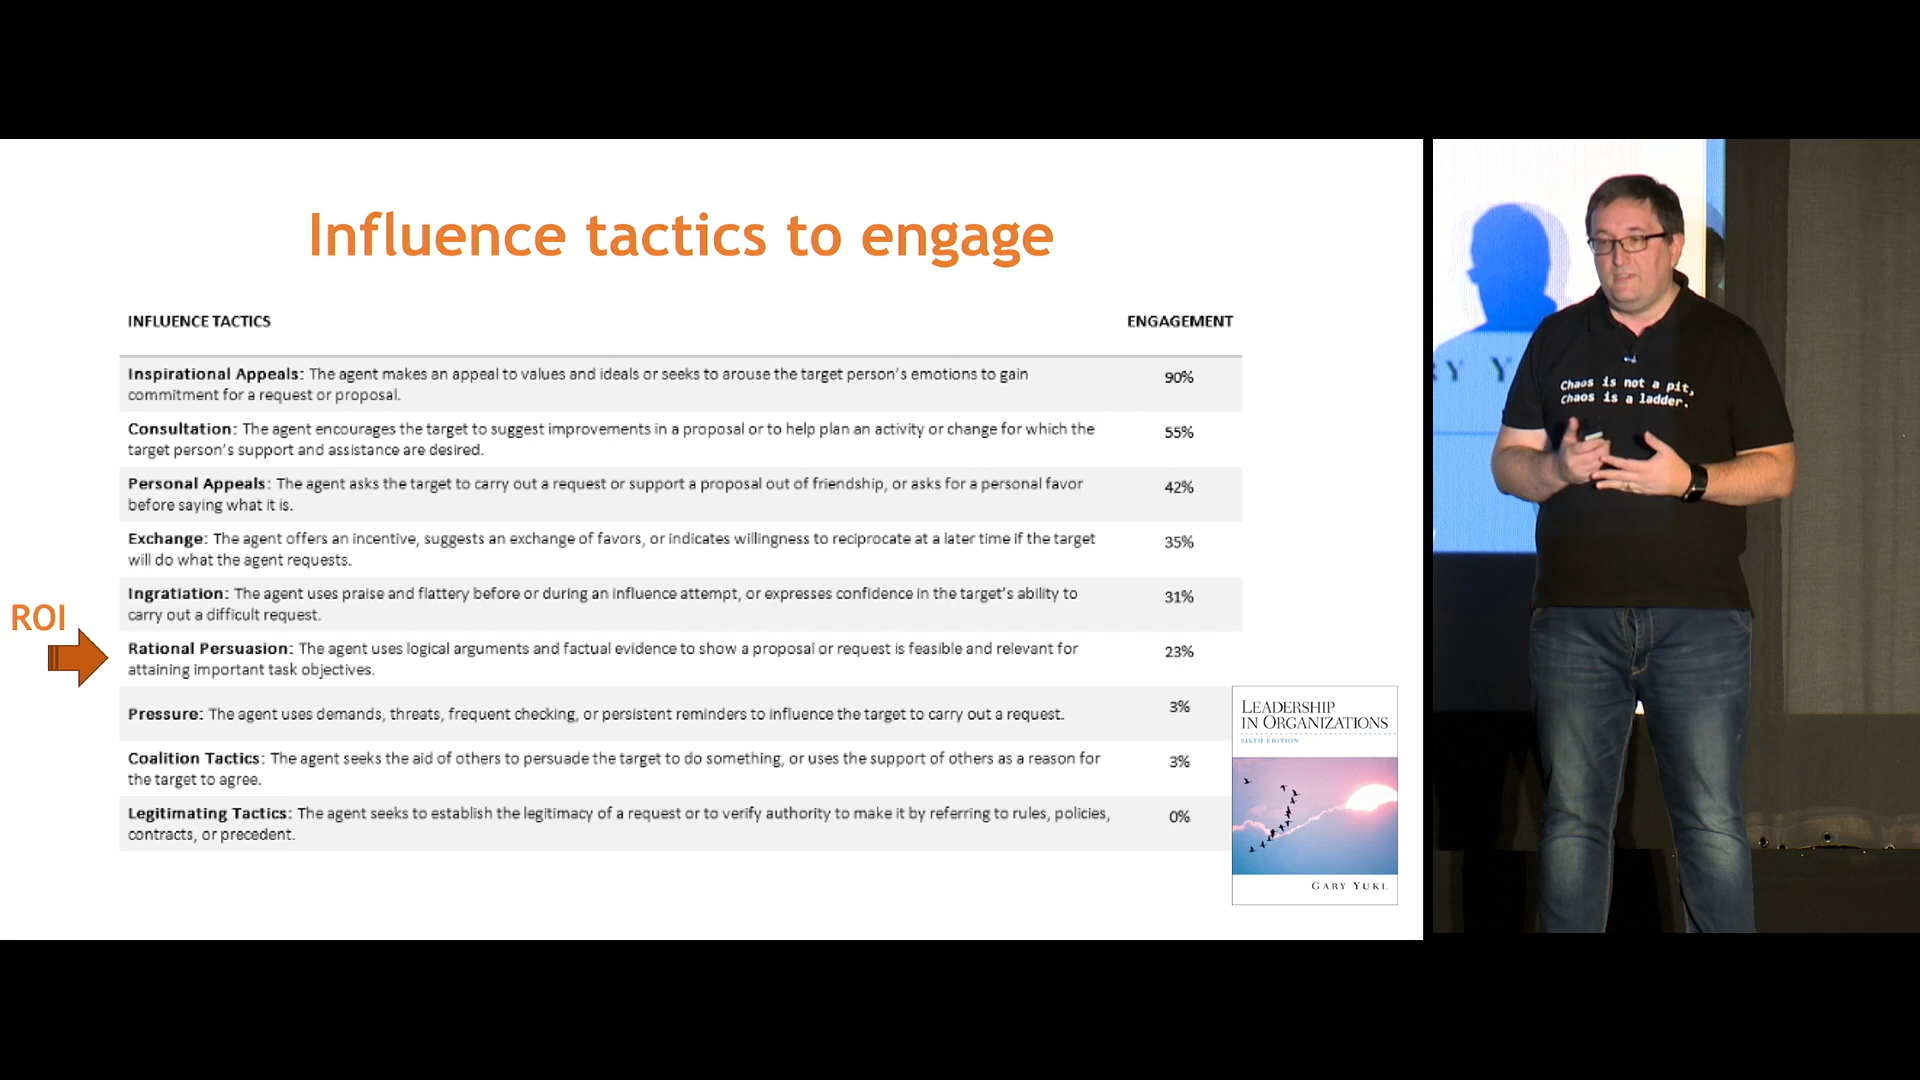 Influence tactics to engage
INFLUENCE TACTICS ENGAGEMENT
Inspirational Appeals: The agent makes an appeal to values and ideals or seeks to arouse the target person's emotions to gain 90%
commitment for a request or proposal.
Consultation: The agent encourages the target to suggest improvements in a proposal or to help plan an activity or change for which the 55%
target person's support and assistance are desired.
Personal Appeals: The agent asks the target to carry out a request or support a proposal out of friendship, or asks for a personal favor 42%
before saying what it is.
Exchange: The agent offers an incentive, suggests an exchange of favors, or indicates willingness to reciprocate at a later time if the target 35%
will do what the agent requests.
Ingratiation: The agent uses praise and flattery before or during an influence attempt, or expresses confidence in the target's ability to 31%
carry out a difficult request.
ROI
Rational Persuasion: The agent uses logical arguments and factual evidence to show a proposal or request is feasible and relevant for 23%
attaining important task objectives.
Pressure: The agent uses demands, threats, frequent checking, or persistent reminders to influence the target to carry out a request. 3%
Coalition Tactics: The agent seeks the aid of others to persuade the target to do something, or uses the support of others as a reason for 3%
the target to agree.
Legitimating Tactics: The agent seeks to establish the legitimacy of a request or to verify authority to make it by referring to rules, policies, 0%
contracts, or precedent.
LEADERSHIP
IN ORGANIZATIONS
SIXTH EDITION
GARY YUKL
RY Y
Chaos is not a pit,
Chaos is a ladder.